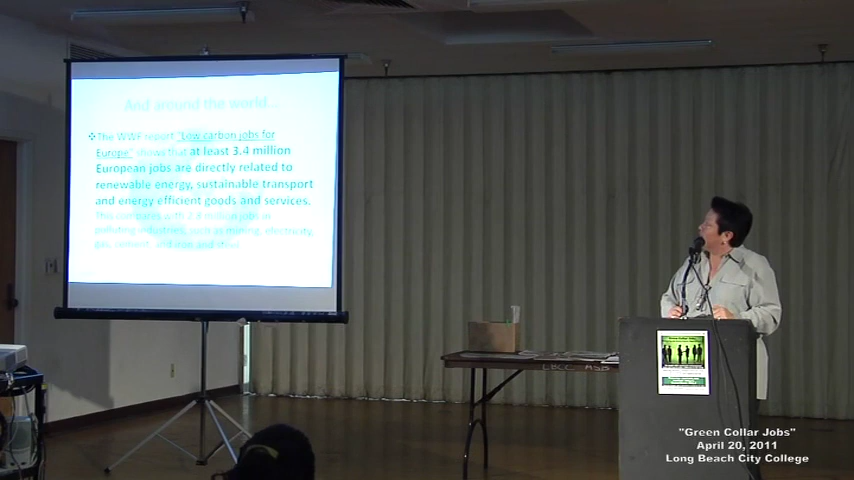 And around the world . . .
❖The WWF report "Low carbon jobs for
Europe" shows that at least 3.4 million
European jobs are directly related to
renewable energy, sustainable transport
and energy efficient goods and services.
This compares with 2.8 million jobs in
polluting industries, such as mining, electricity,
gas, cement, and iron and steel.
LBCC ASB
"Green Collar Jobs"
April 20, 2011
Long Beach City College